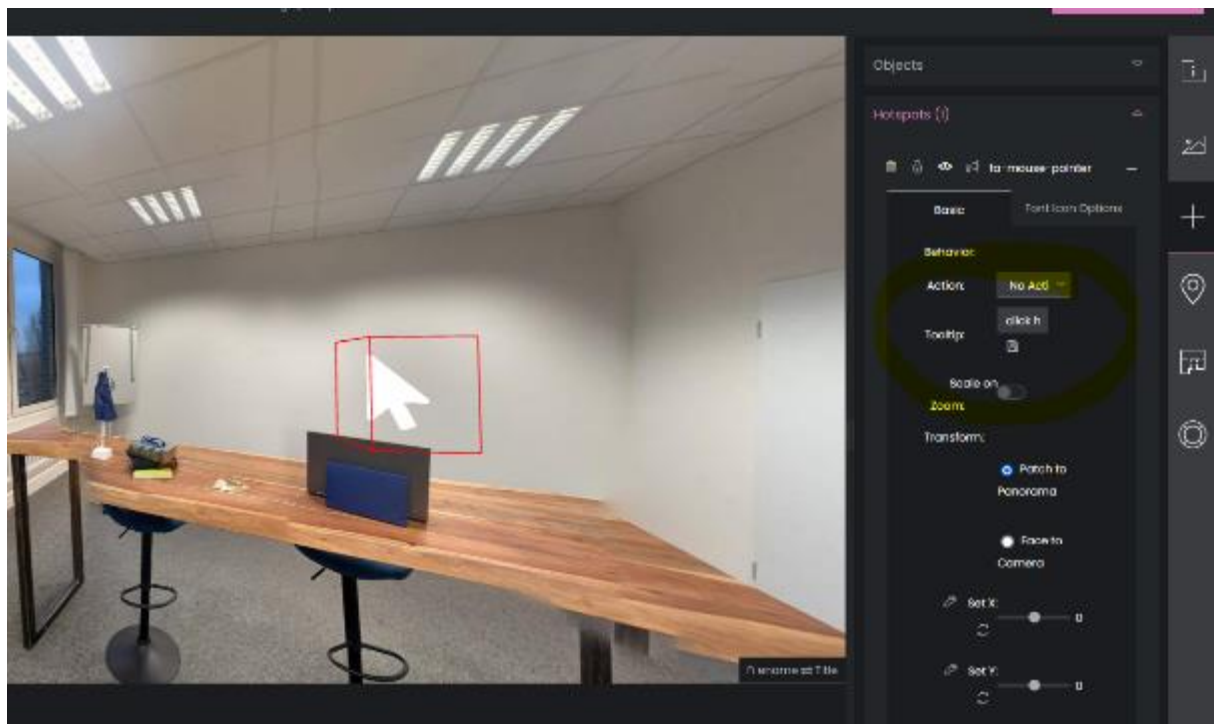 Objects
Hotspots (1)
fa-mouse-pointer
Basic
Font Icon Options
Behavior:
Action:
No Acti
click h
Tooltip:
Scale on
Zoom:
Transform:
Patch to
Panorama
Face to
Camera
Set X:
0
Set Y:
0
Title